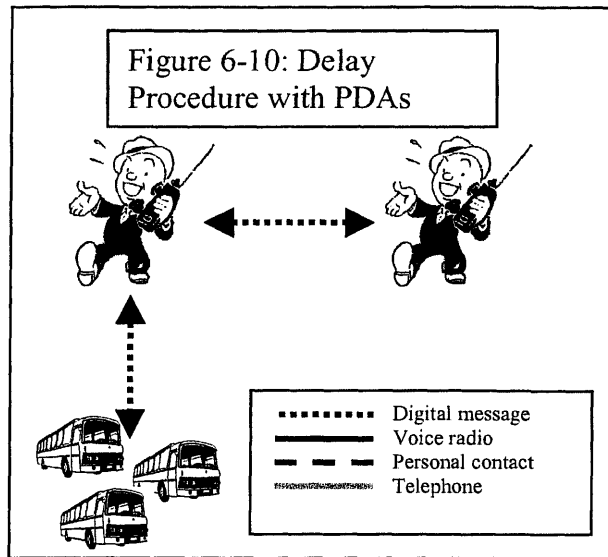 Figure 6-10: Delay
Procedure with PDAs
Digital message
Voice radio
Personal contact
Telephone